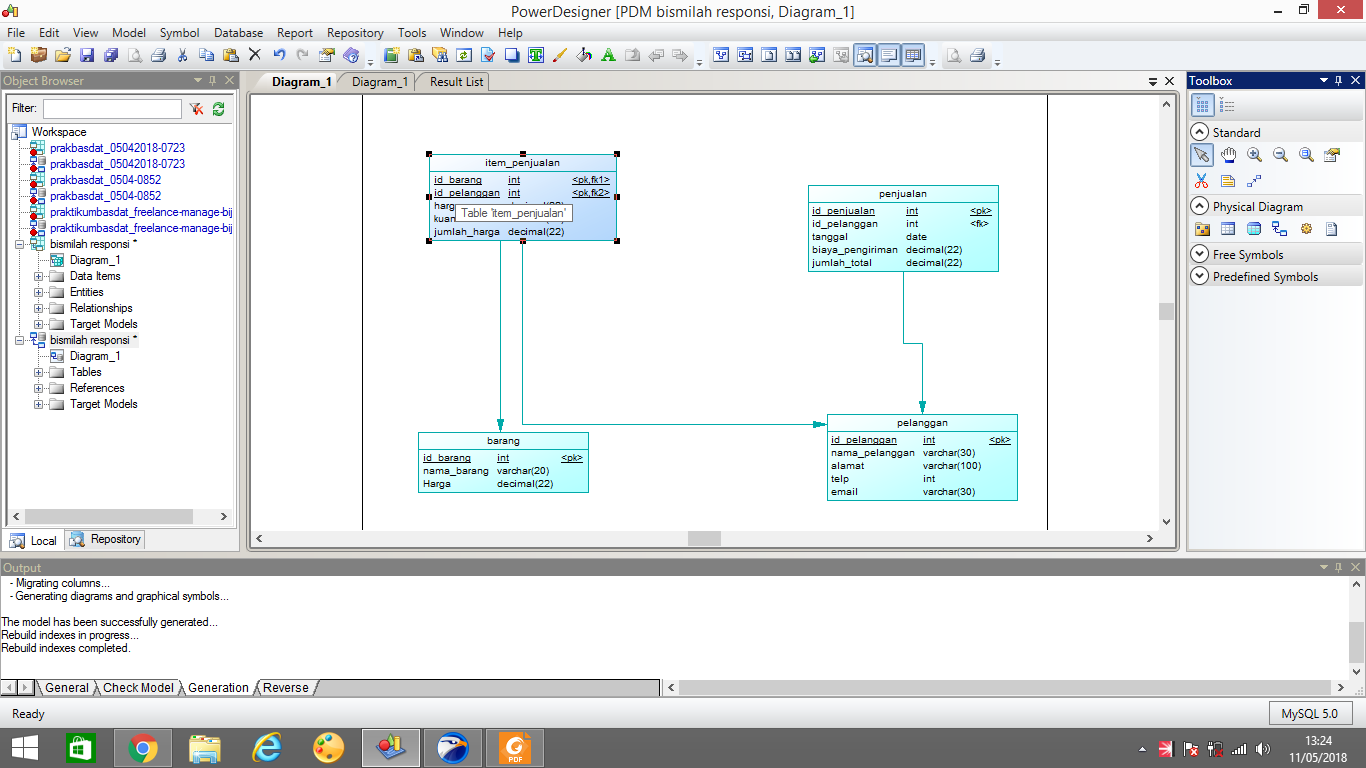 PowerDesigner [PDM bismilah responsi, Diagram_1]
File Edit View Model Symbol Database Report Repository Tools Window Help
Object Browser
Filter:
Workspace
prakbasdat_05042018-0723
prakbasdat_05042018-0723
prakbasdat_0504-0852
prakbasdat_0504-0852
praktikumbasdat_freelance-manage-bij
praktikumbasdat_freelance-manage-bij
bismilah responsi *
Diagram_1
Data Items
Entities
Relationships
Target Models
bismilah responsi *
Diagram_1
Tables
References
Target Models
Local Repository
Diagram_1 Diagram_1 Result List
item_penjualan
id_barang int <pk,fk1>
id_pelanggan int <pk,fk2>
harg
Table 'item_penjualan'
kuan
jumlah_harga decimal(22)
penjualan
id_penjualan int <pk>
id_pelanggan int <fk>
tanggal date
biaya_pengiriman decimal(22)
jumlah_total decimal(22)
barang
id_barang int <pk>
nama_barang varchar(20)
Harga decimal(22)
pelanggan
id_pelanggan int <pk>
nama_pelanggan varchar(30)
alamat varchar(100)
telp int
email varchar(30)
Toolbox
Standard
Physical Diagram
Free Symbols
Predefined Symbols
Output
- Migrating columns...
- Generating diagrams and graphical symbols...
The model has been successfully generated...
Rebuild indexes in progress...
Rebuild indexes completed.
General Check Model Generation Reverse
Ready
MySQL 5.0
PDF
13:24
11/05/2018